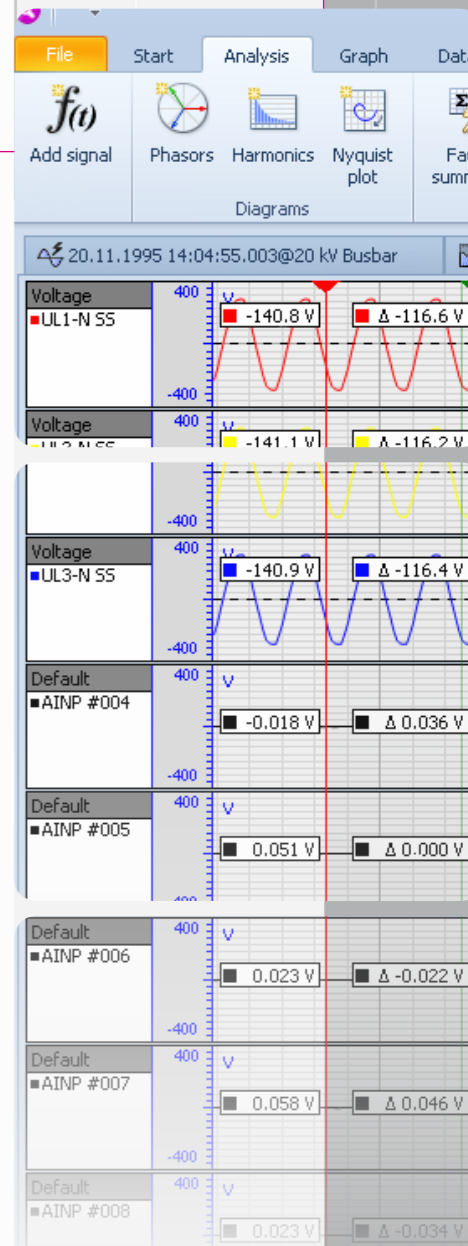 File Start Analysis Graph
f(t)
Add signal Phasors Harmonics Nyquist
plot
Diagrams
20.11.1995 14:04:55.003@20 kV Busbar
Voltage 400 V
UL1-N SS -140.8 V Δ -116.6 V
-400
Voltage 400 V
-141.1 V Δ -116.2 V
-400
Voltage 400 V
UL3-N SS -140.9 V Δ -116.4 V
-400
Default 400 V
AINP #004
-0.018 V Δ 0.036 V
-400
Default 400 V
AINP #005
0.051 V Δ 0.000 V
Default 400 V
AINP #006
0.023 V Δ -0.022 V
-400
Default 400 V
AINP #007
0.058 V Δ 0.046 V
-400
Default 400 V
AINP #008
0.023 V Δ -0.034 V